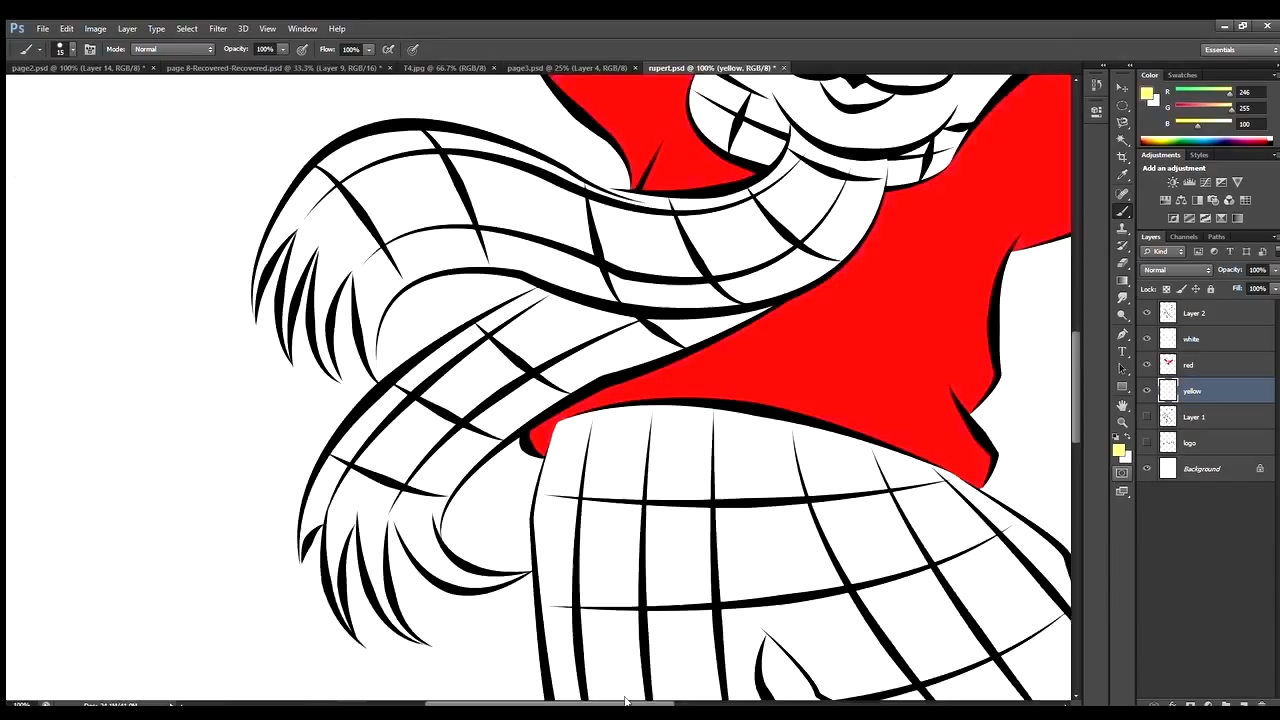 Ps File Edit Image Layer Type Select Filter 3D View Window Help
15 Mode: Normal Opacity: 100% Flow: 100% Essentials
page2.psd @ 100% (Layer 14, RGB/8) * × page 8-Recovered-Recovered.psd @ 33.3% (Layer 9, RGB/16) * × T4.jpg @ 66.7% (RGB/8) × page3.psd @ 25% (Layer 4, RGB/8) × rupert.psd @ 100% (yellow, RGB/8) * ×
Color Swatches
R 246
G 255
B 100
Adjustments Styles
Add an adjustment
Layers Channels Paths
Kind
Normal Opacity: 100%
Lock: Fill: 100%
Layer 2
white
red
yellow
Layer 1
logo
Background
100%